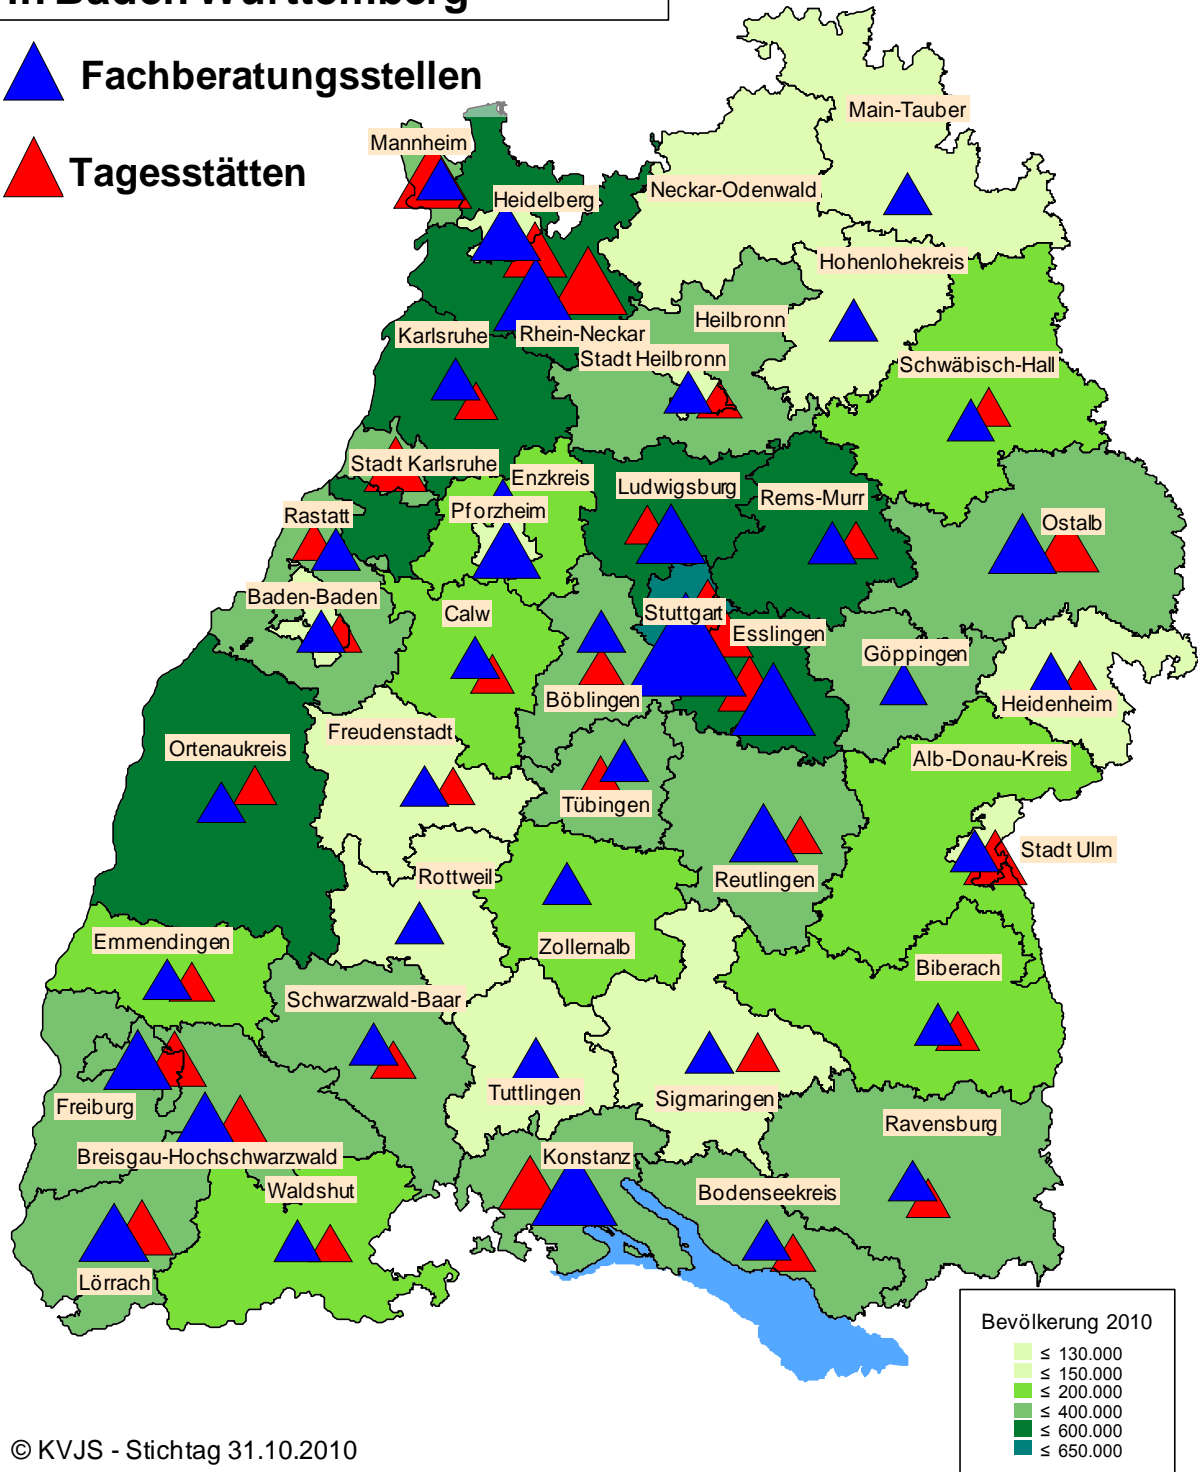 in Baden Württemberg
Fachberatungsstellen
Tagesstätten
Main-Tauber
Mannheim
Neckar-Odenwald
Heidelberg
Hohenlohekreis
Heilbronn
Rhein-Neckar
Karlsruhe
Stadt Heilbronn
Schwäbisch-Hall
Stadt Karlsruhe
Enzkreis
Ludwigsburg
Rems-Murr
Pforzheim
Rastatt
Ostalb
Baden-Baden
Calw
Stuttgart
Esslingen
Göppingen
Böblingen
Heidenheim
Freudenstadt
Ortenaukreis
Alb-Donau-Kreis
Tübingen
Stadt Ulm
Rottweil
Reutlingen
Emmendingen
Zollernalb
Biberach
Schwarzwald-Baar
Tuttlingen
Sigmaringen
Freiburg
Ravensburg
Breisgau-Hochschwarzwald
Konstanz
Waldshut
Bodenseekreis
Lörrach
Bevölkerung 2010
≤ 130.000
≤ 150.000
≤ 200.000
≤ 400.000
≤ 600.000
≤ 650.000
© KVJS - Stichtag 31.10.2010